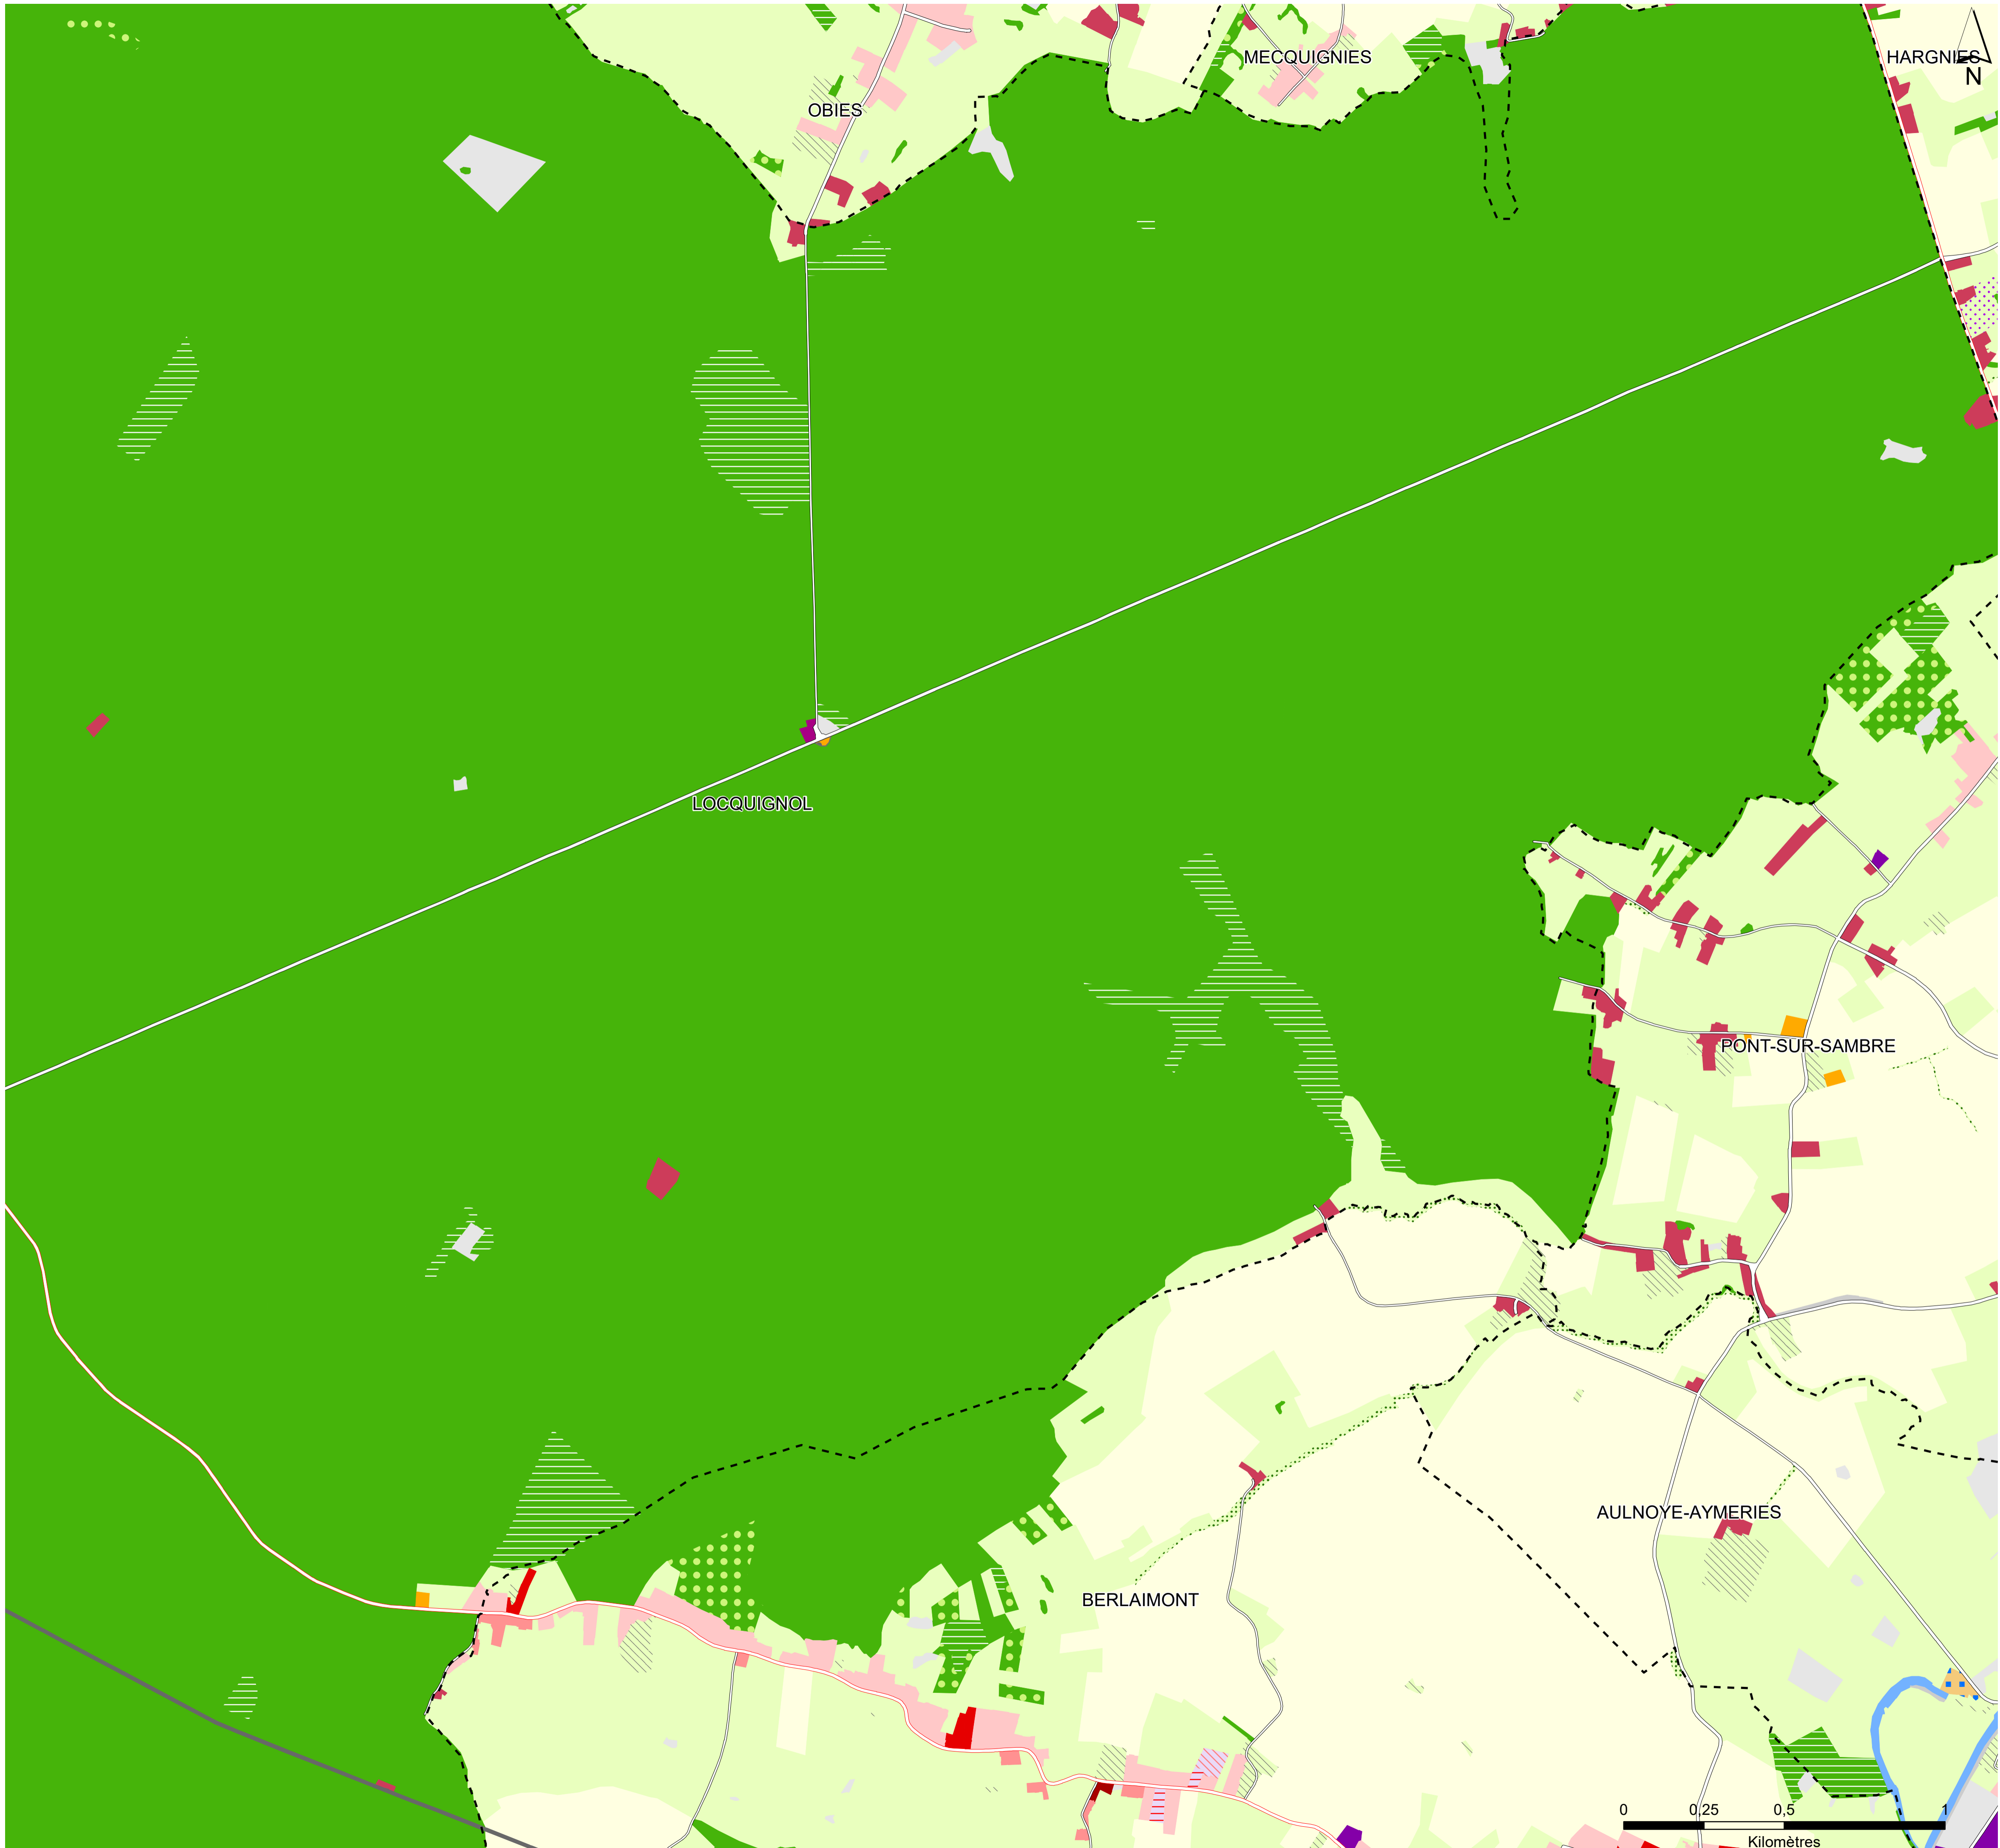 MECQUIGNIES
HARGNIES
N
OBIES
LOCQUIGNOL
PONT-SUR-SAMBRE
AULNOYE-AYMERIES
BERLAIMONT
0 0,25 0,5 1
Kilomètres